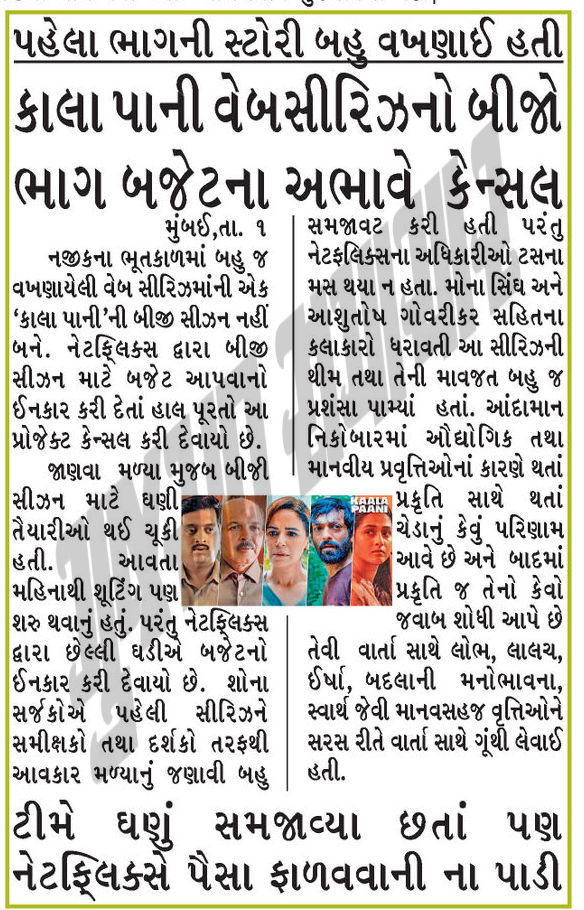 પહેલા ભાગની સ્ટોરી બહુ વખણાઈ હતી
કાલા પાની વેબસીરિઝનો બીજો
ભાગ બજેટના અભાવે કેન્સલ
મુંબઈ,તા. ૧
નજીકના ભૂતકાળમાં બહુ જ
વખણાયેલી વેબ સીરિઝમાંની એક
‘કાલા પાની’ની બીજી સીઝન નહીં
બને. નેટફ્લિક્સ દ્વારા બીજી
સીઝન માટે બજેટ આપવાનો
ઈનકાર કરી દેતાં હાલ પૂરતો આ
પ્રોજેક્ટ કેન્સલ કરી દેવાયો છે.
જાણવા મળ્યા મુજબ બીજી
સીઝન માટે ઘણી
તૈયારીઓ થઈ ચૂકી
હતી. આવતા
મહિનાથી શૂટિંગ પણ
શરુ થવાનું હતું. પરંતુ નેટફ્લિક્સ
દ્વારા છેલ્લી ઘડીએ બજેટનો
ઈનકાર કરી દેવાયો છે. શોના
સર્જકોએ પહેલી સીરિઝને
સમીક્ષકો તથા દર્શકો તરફથી
આવકાર મળ્યાનું જણાવી બહુ
સમજાવટ કરી હતી પરંતુ
નેટફલિક્સના અધિકારીઓ ટસના
મસ થયા ન હતા. મોના સિંઘ અને
આશુતોષ ગોવરીકર સહિતના
કલાકારો ધરાવતી આ સીરિઝની
થીમ તથા તેની માવજત બહુ જ
પ્રશંસા પામ્યાં હતાં. આંદામાન
નિકોબારમાં ઔદ્યોગિક તથા
માનવીય પ્રવૃત્તિઓનાં કારણે થતાં
પ્રકૃતિ સાથે થતાં
ચેડાનું કેવું પરિણામ
આવે છે અને બાદમાં
પ્રકૃતિ જ તેનો કેવો
જવાબ શોધી આપે છે
તેવી વાર્તા સાથે લોભ, લાલચ,
ઈર્ષા, બદલાની મનોભાવના,
સ્વાર્થ જેવી માનવસહજ વૃત્તિઓને
સરસ રીતે વાર્તા સાથે ગૂંથી લેવાઈ
હતી.
KAALA
PAANI
ટીમે ઘણું સમજાવ્યા છતાં પણ
નેટફ્લિક્સે પૈસા ફાળવવાની ના પાડી